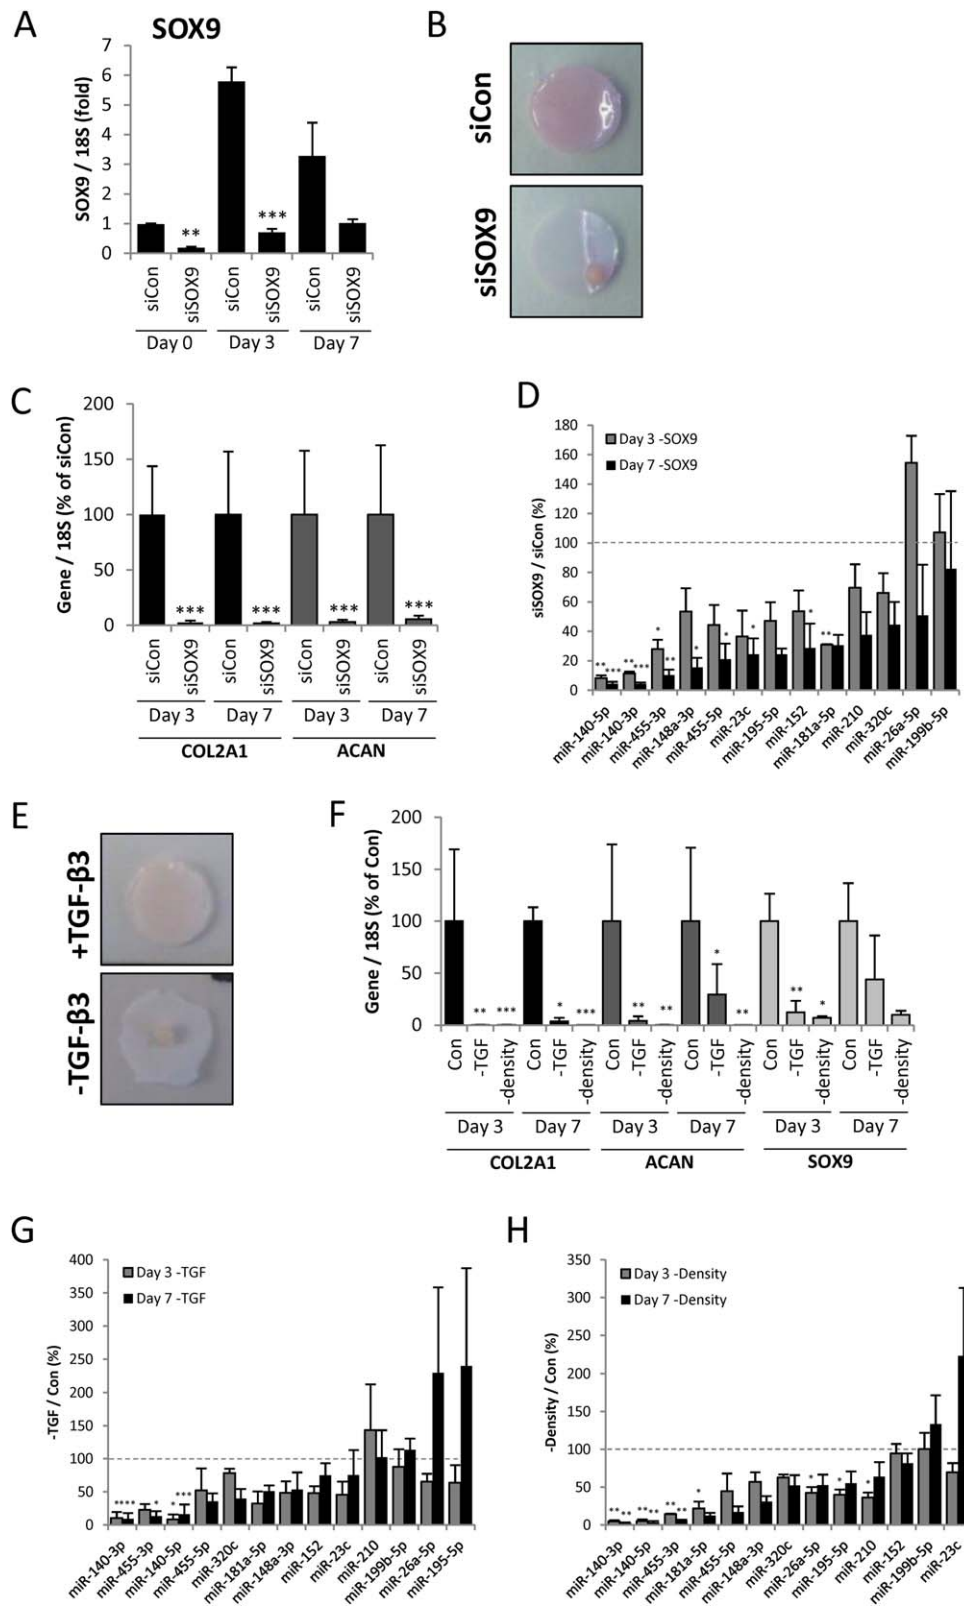 A
SOX9
SOX9 / 18S (fold)
7
6
5
4
3
2
1
0
**
***
siCon
siSOX9
siCon
siSOX9
siCon
siSOX9
Day 0
Day 3
Day 7
B
siCon
siSOX9
C
Gene / 18S (% of siCon)
200
150
100
50
0
***
***
***
***
siCon
siSOX9
siCon
siSOX9
siCon
siSOX9
siCon
siSOX9
Day 3
Day 7
Day 3
Day 7
COL2A1
ACAN
D
siSOX9 / siCon (%)
180
160
140
120
100
80
60
40
20
0
Day 3 -SOX9
Day 7 -SOX9
** *** ** *** * ** * * * * **
miR-140-5p
miR-140-3p
miR-455-3p
miR-148a-3p
miR-455-5p
miR-23c
miR-195-5p
miR-152
miR-181a-5p
miR-210
miR-320c
miR-26a-5p
miR-199b-5p
E
+TGF-β3
-TGF-β3
F
Gene / 18S (% of Con)
200
150
100
50
0
** *** * *** ** ** * ** ** *
Con
-TGF
-density
Con
-TGF
-density
Con
-TGF
-density
Con
-TGF
-density
Con
-TGF
-density
Con
-TGF
-density
Day 3
Day 7
Day 3
Day 7
Day 3
Day 7
COL2A1
ACAN
SOX9
G
-TGF / Con (%)
400
350
300
250
200
150
100
50
0
Day 3 -TGF
Day 7 -TGF
**** * * ***
miR-140-3p
miR-455-3p
miR-140-5p
miR-455-5p
miR-320c
miR-181a-5p
miR-148a-3p
miR-152
miR-23c
miR-210
miR-199b-5p
miR-26a-5p
miR-195-5p
H
-Density / Con (%)
350
300
250
200
150
100
50
0
Day 3 -Density
Day 7 -Density
** ** ** ** ** ** * * * *
miR-140-3p
miR-140-5p
miR-455-3p
miR-181a-5p
miR-455-5p
miR-148a-3p
miR-320c
miR-26a-5p
miR-195-5p
miR-210
miR-152
miR-199b-5p
miR-23c